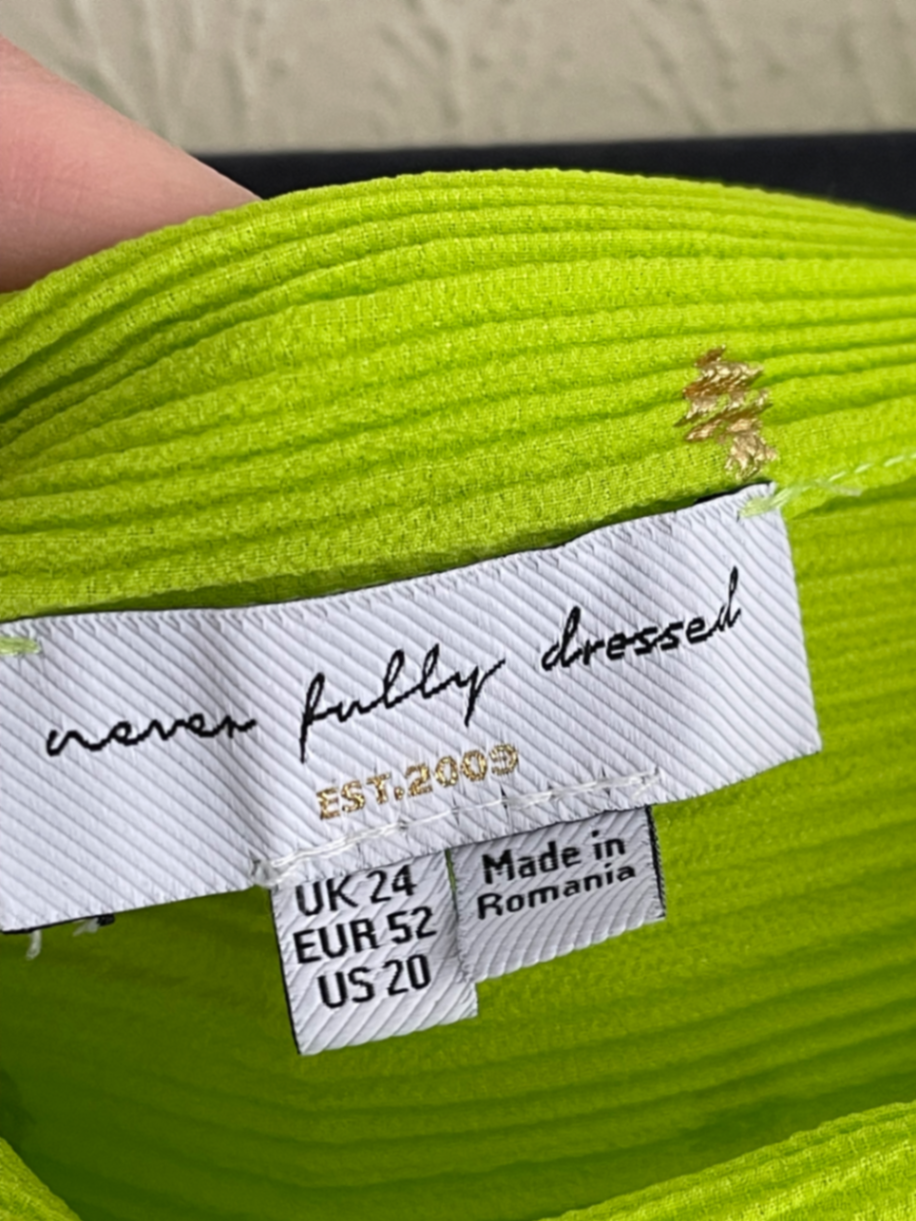 never fully dressed
EST.2009
UK 24
EUR 52
US 20
Made in
Romania